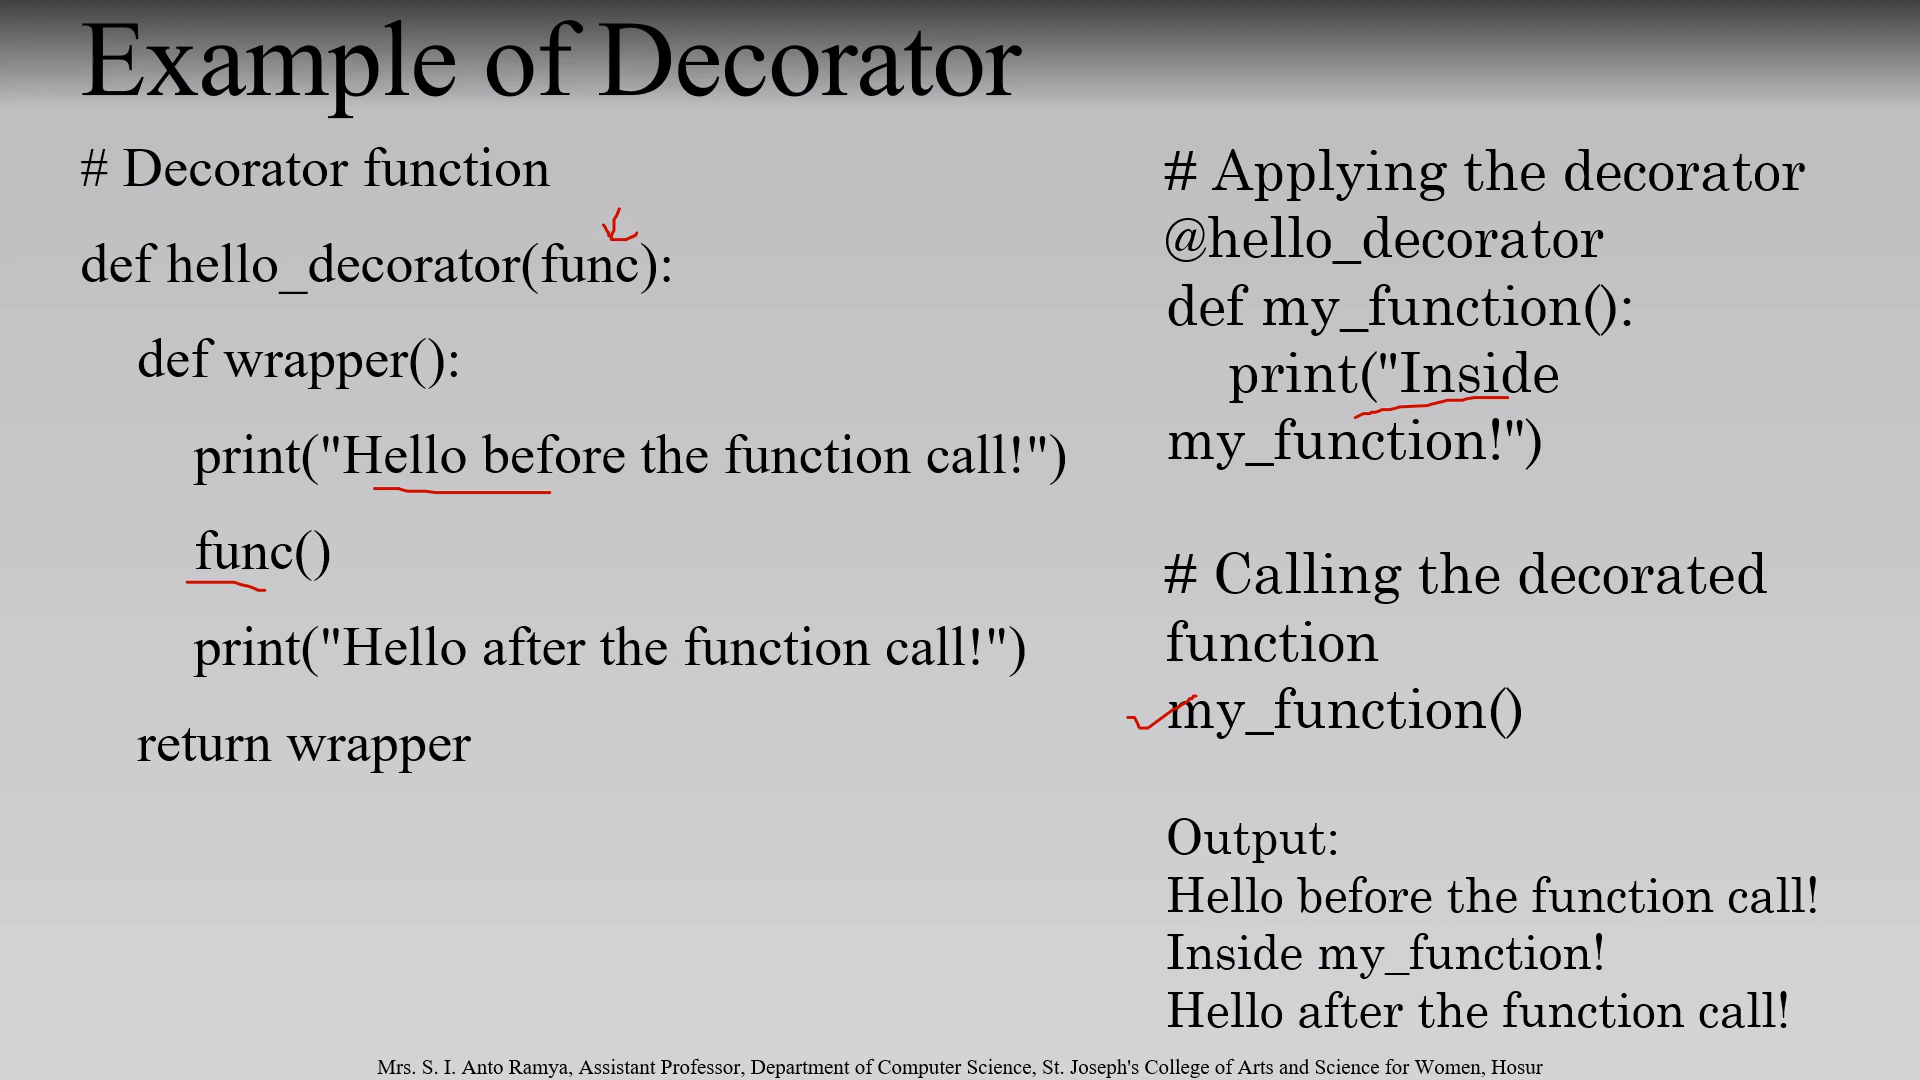 Example of Decorator
# Decorator function
def hello_decorator(func):
def wrapper():
print("Hello before the function call!")
func()
print("Hello after the function call!")
return wrapper
# Applying the decorator
@hello_decorator
def my_function():
print("Inside
my_function!")
# Calling the decorated
function
my_function()
Output:
Hello before the function call!
Inside my_function!
Hello after the function call!
Mrs. S. I. Anto Ramya, Assistant Professor, Department of Computer Science, St. Joseph's College of Arts and Science for Women, Hosur